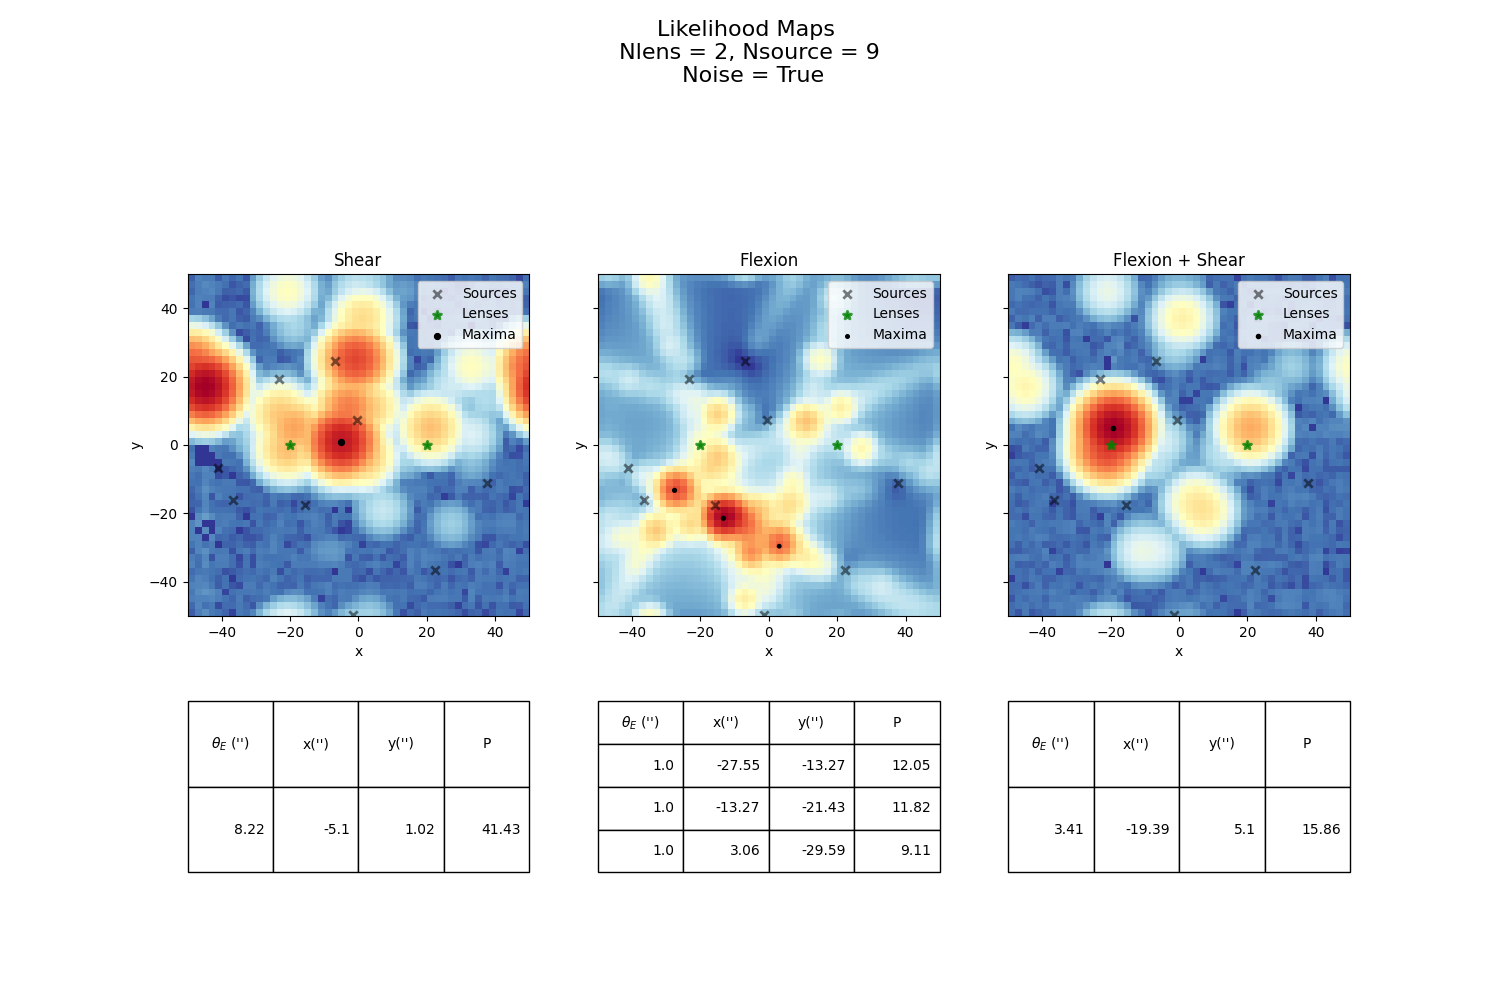 Likelihood Maps
Nlens = 2, Nsource = 9
Noise = True
Shear
Sources
Lenses
Maxima
40
20
0
−20
−40
y
−40 −20 0 20 40
x
Flexion
Sources
Lenses
Maxima
y
−40 −20 0 20 40
x
Flexion + Shear
Sources
Lenses
Maxima
y
−40 −20 0 20 40
x
θE ('') x('') y('') P
8.22 -5.1 1.02 41.43
θE ('') x('') y('') P
1.0 -27.55 -13.27 12.05
1.0 -13.27 -21.43 11.82
1.0 3.06 -29.59 9.11
θE ('') x('') y('') P
3.41 -19.39 5.1 15.86